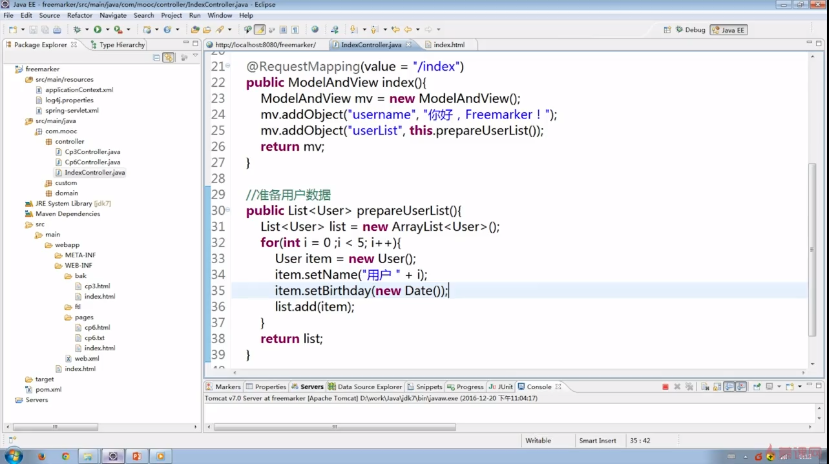 Java EE - freemarker/src/main/java/com/mooc/controller/IndexController.java - Eclipse
File Edit Source Refactor Navigate Search Project Run Window Help
Debug Java EE
Package Explorer Type Hierarchy
http://localhost:8080/freemarker/ IndexController.java index.html
freemarker
src/main/resources
applicationContext.xml
log4j.properties
spring-servlet.xml
src/main/java
com.mooc
controller
Cp3Controller.java
Cp6Controller.java
IndexController.java
custom
domain
JRE System Library [jdk7]
Maven Dependencies
src
main
webapp
META-INF
WEB-INF
bak
cp3.html
index.html
ftl
pages
cp6.html
cp6.txt
index.html
web.xml
index.html
target
pom.xml
Servers
21 @RequestMapping(value = "/index")
22 public ModelAndView index(){
23 ModelAndView mv = new ModelAndView();
24 mv.addObject("username", "你好，Freemarker！");
25 mv.addObject("userList", this.prepareUserList());
26 return mv;
27 }
28
29 //准备用户数据
30 public List<User> prepareUserList(){
31 List<User> list = new ArrayList<User>();
32 for(int i = 0 ;i < 5; i++){
33 User item = new User();
34 item.setName("用户 " + i);
35 item.setBirthday(new Date());
36 list.add(item);
37 }
38 return list;
39 }
Markers Properties Servers Data Source Explorer Snippets Progress JUnit Console
Tomcat v7.0 Server at freemarker [Apache Tomcat] D:\work\Java\jdk7\bin\javaw.exe (2016-12-20 下午11:04:17)
Writable Smart Insert 35 : 42